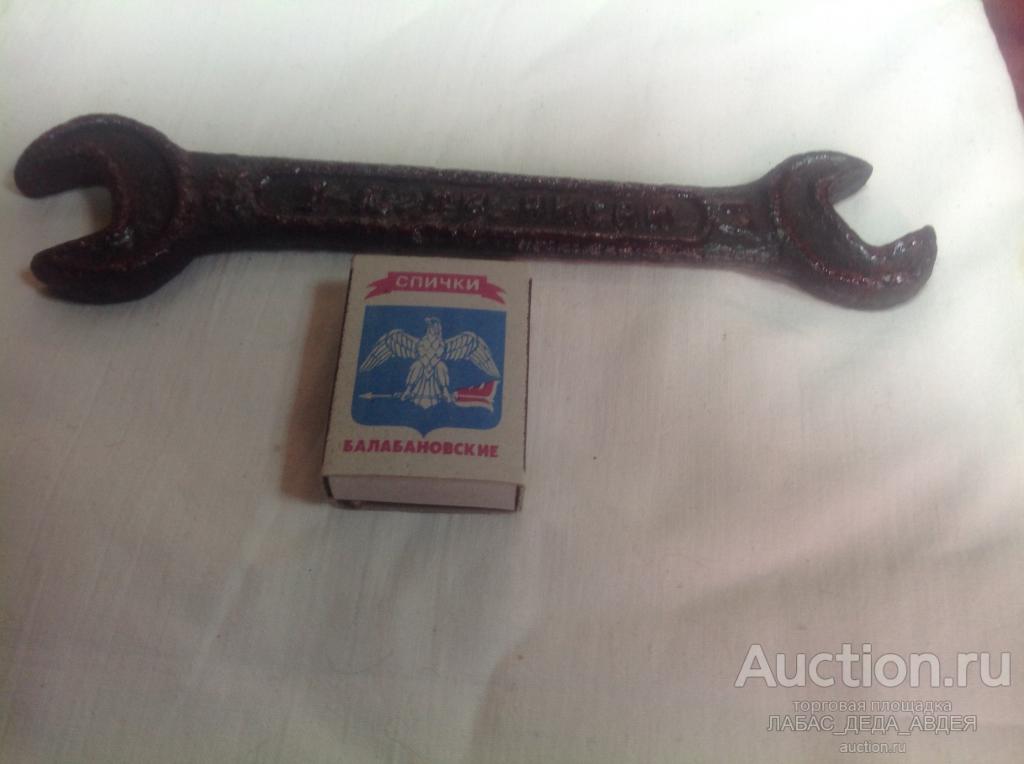 СПИЧКИ
БАЛАБАНОВСКИЕ
Auction.ru
торговая площадка
ЛАБАС_ДЕДА_АВДЕЯ
auction.ru